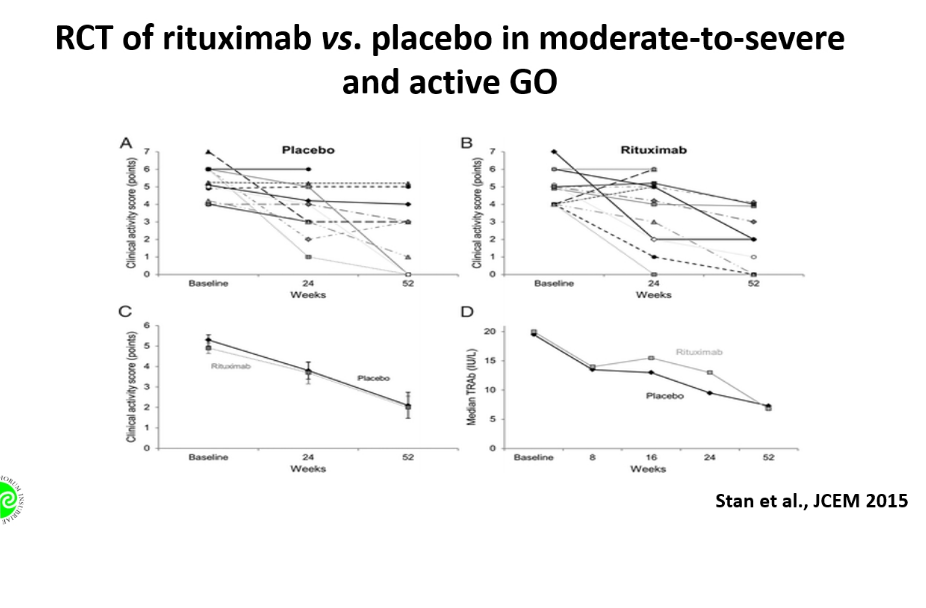 RCT of rituximab vs. placebo in moderate-to-severe
and active GO
A
Placebo
Clinical activity score (points)
7
6
5
4
3
2
1
0
Baseline
24
52
Weeks
B
Rituximab
Clinical activity score (points)
7
6
5
4
3
2
1
0
Baseline
24
52
Weeks
C
Clinical activity score (points)
6
5
4
3
2
1
0
Rituximab
Placebo
Baseline
24
52
Weeks
D
Median TRAb (IU/L)
20
15
10
5
0
Rituximab
Placebo
Baseline
8
16
24
52
Weeks
Stan et al., JCEM 2015